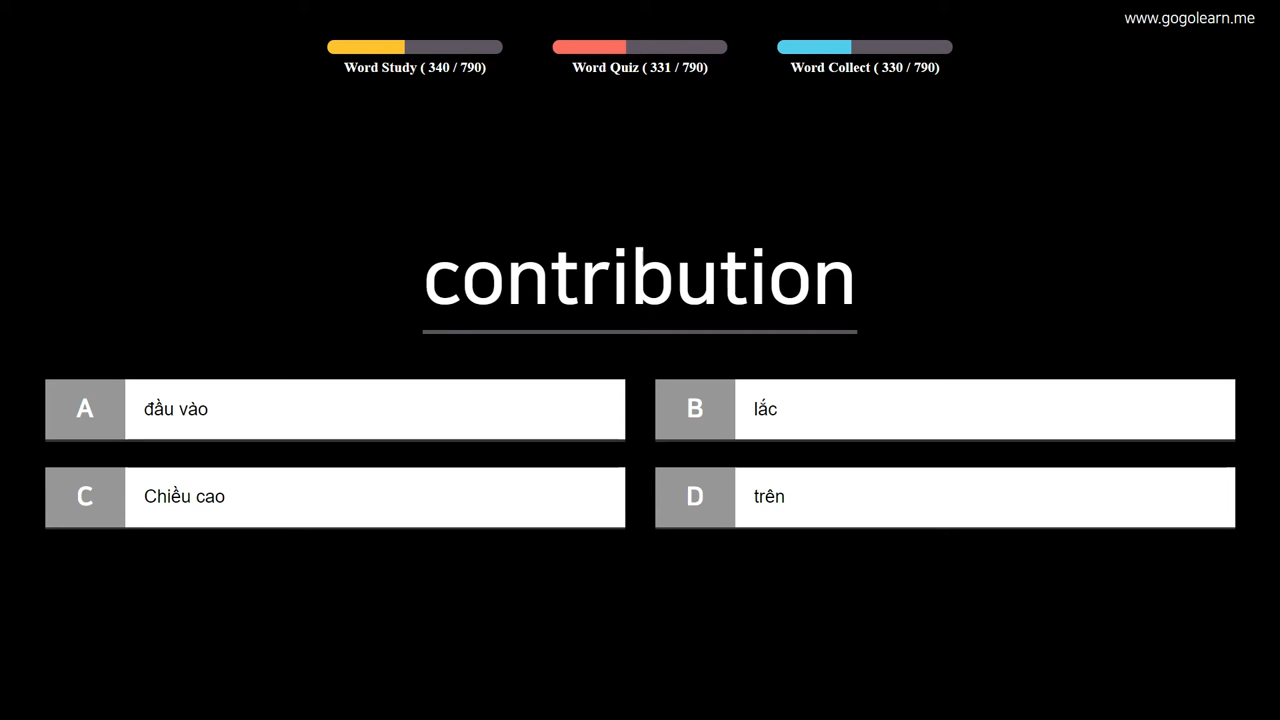 www.gogolearn.me
Word Study ( 340 / 790)
Word Quiz ( 331 / 790)
Word Collect ( 330 / 790)
contribution
A đầu vào
B lắc
C Chiều cao
D trên